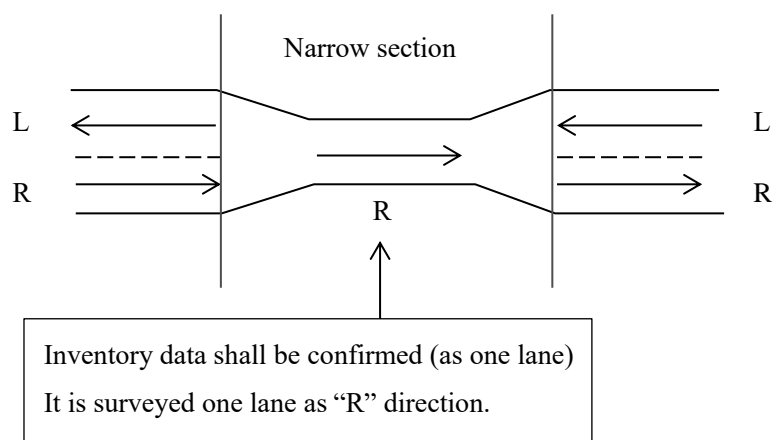 Narrow section
L
L
R
R
R
Inventory data shall be confirmed (as one lane)
It is surveyed one lane as “R” direction.